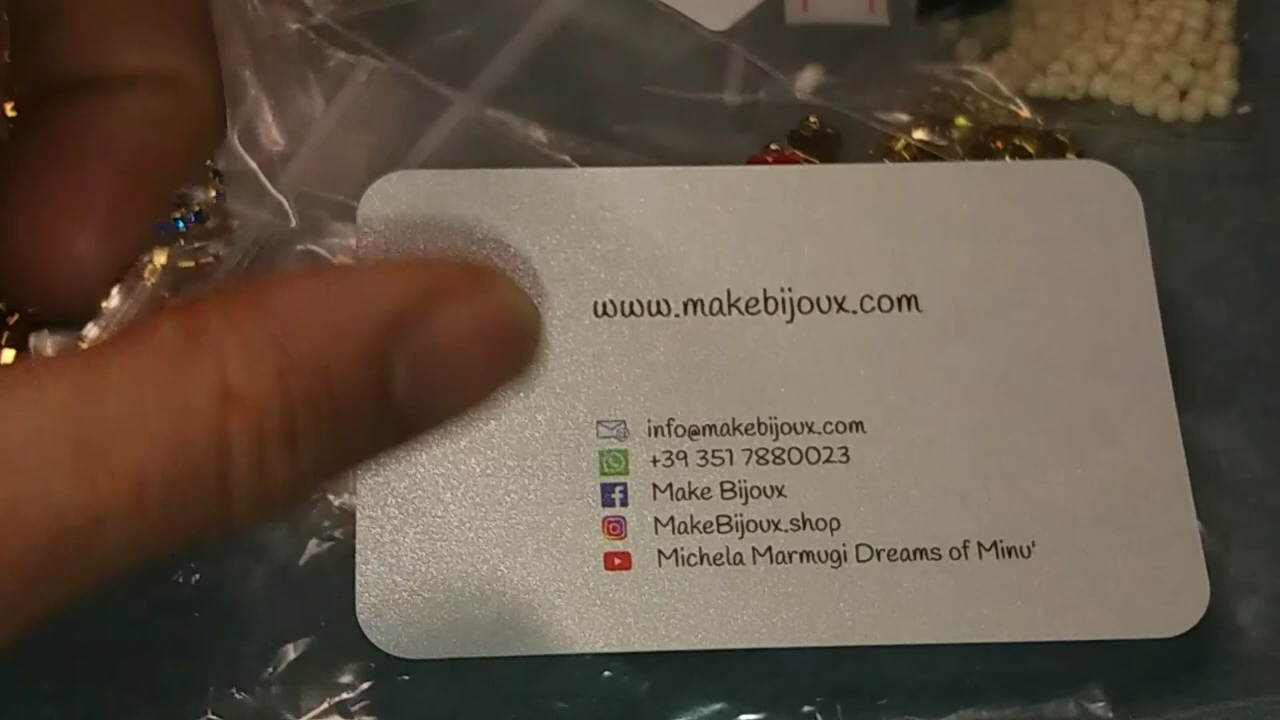 www.makebijoux.com
info@makebijoux.com
+39 351 7880023
Make Bijoux
MakeBijoux.shop
Michela Marmugi Dreams of Minu'